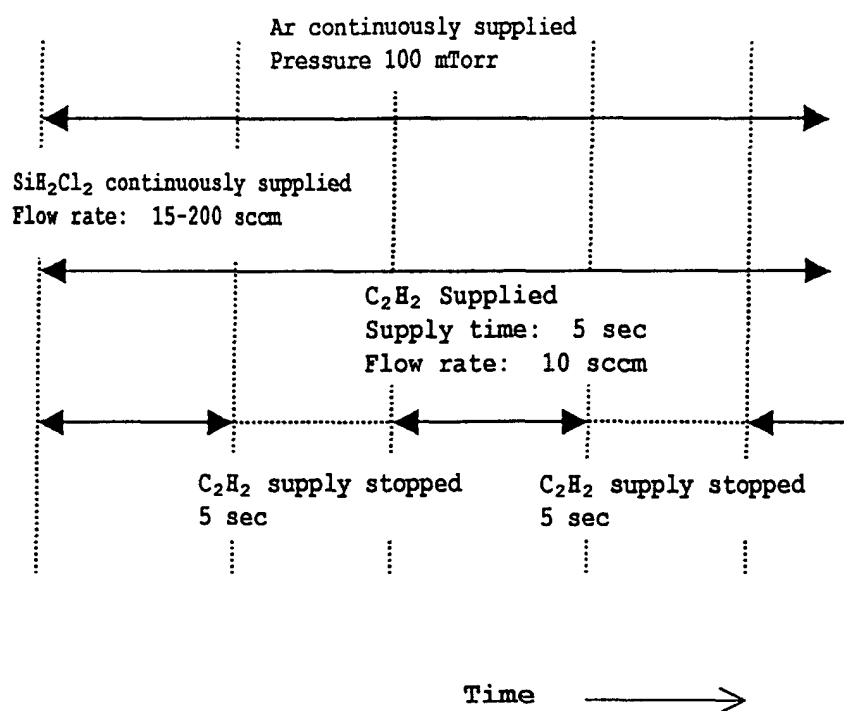 Ar continuously supplied
Pressure 100 mTorr
SiH₂Cl₂ continuously supplied
Flow rate: 15-200 sccm
C₂H₂ Supplied
Supply time: 5 sec
Flow rate: 10 sccm
C₂H₂ supply stopped
5 sec
C₂H₂ supply stopped
5 sec
Time